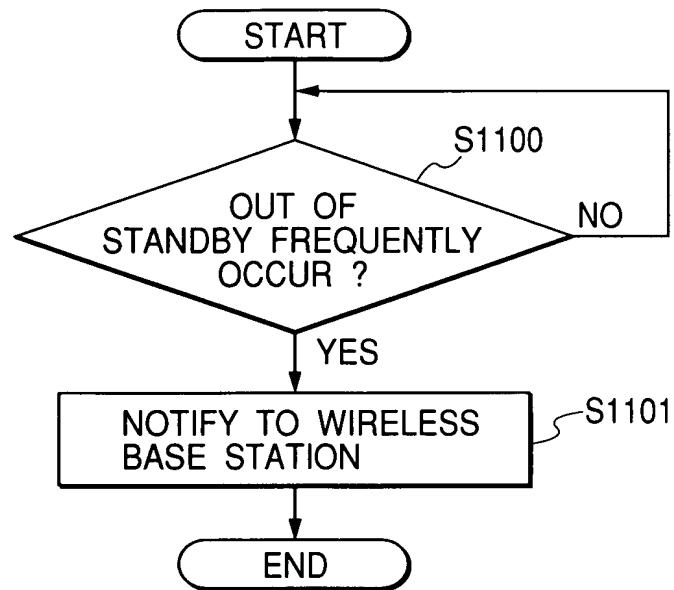 START
S1100
OUT OF
STANDBY FREQUENTLY
OCCUR ?
NO
YES
NOTIFY TO WIRELESS
BASE STATION
S1101
END